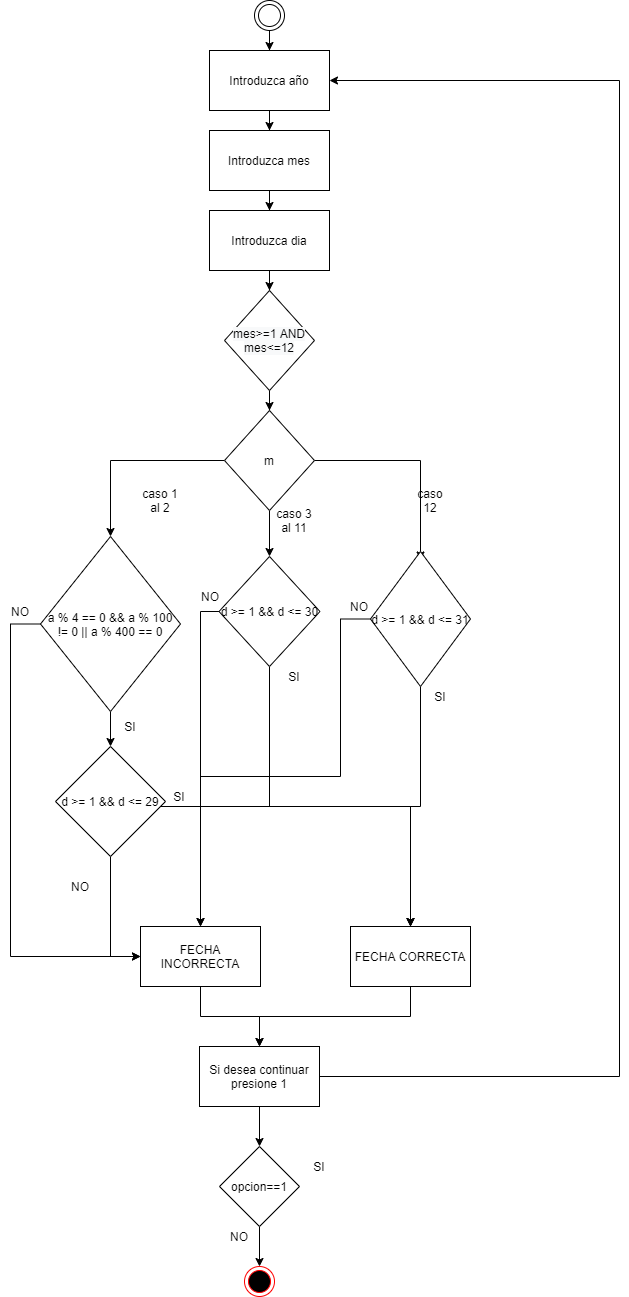 Introduzca año
Introduzca mes
Introduzca dia
mes>=1 AND
mes<=12
m
caso 1
al 2
caso 3
al 11
caso
12
NO
a % 4 == 0 && a % 100
!= 0 || a % 400 == 0
NO
d >= 1 && d <= 30
NO
d >= 1 && d <= 31
SI
SI
SI
d >= 1 && d <= 29
SI
NO
FECHA
INCORRECTA
FECHA CORRECTA
Si desea continuar
presione 1
opcion==1
SI
NO